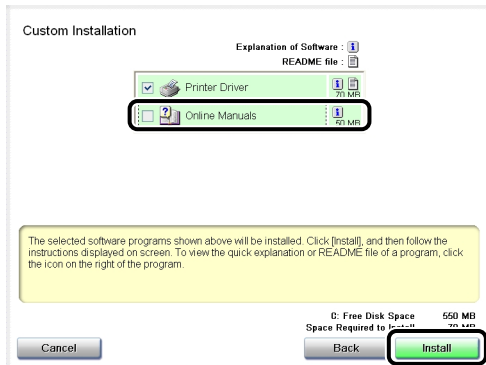 Custom Installation
Explanation of Software :
README file :
Printer Driver
70 MB
Online Manuals
50 MB
The selected software programs shown above will be installed. Click [Install], and then follow the
instructions displayed on screen. To view the quick explanation or README file of a program, click
the icon on the right of the program.
C: Free Disk Space 550 MB
Space Required to Install 70 MB
Cancel
Back
Install